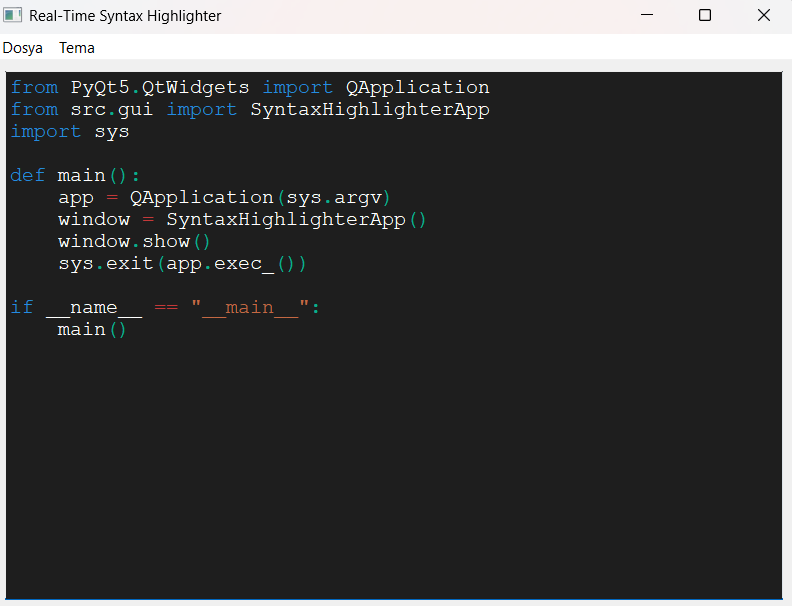 Real-Time Syntax Highlighter
Dosya Tema
from PyQt5.QtWidgets import QApplication
from src.gui import SyntaxHighlighterApp
import sys

def main():
    app = QApplication(sys.argv)
    window = SyntaxHighlighterApp()
    window.show()
    sys.exit(app.exec_())

if __name__ == "__main__":
    main()